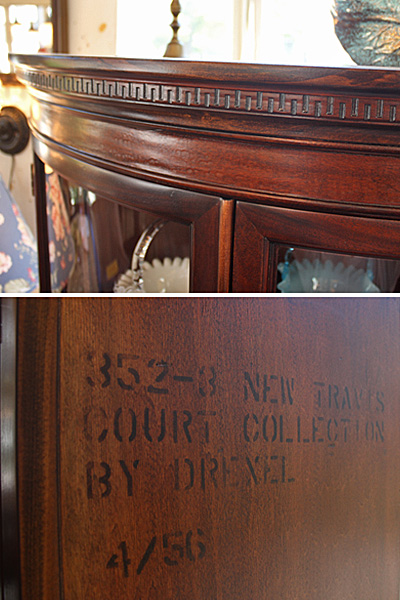 352-3 NEW TRAVIS
COURT COLLECTION
BY DREXEL
4/56